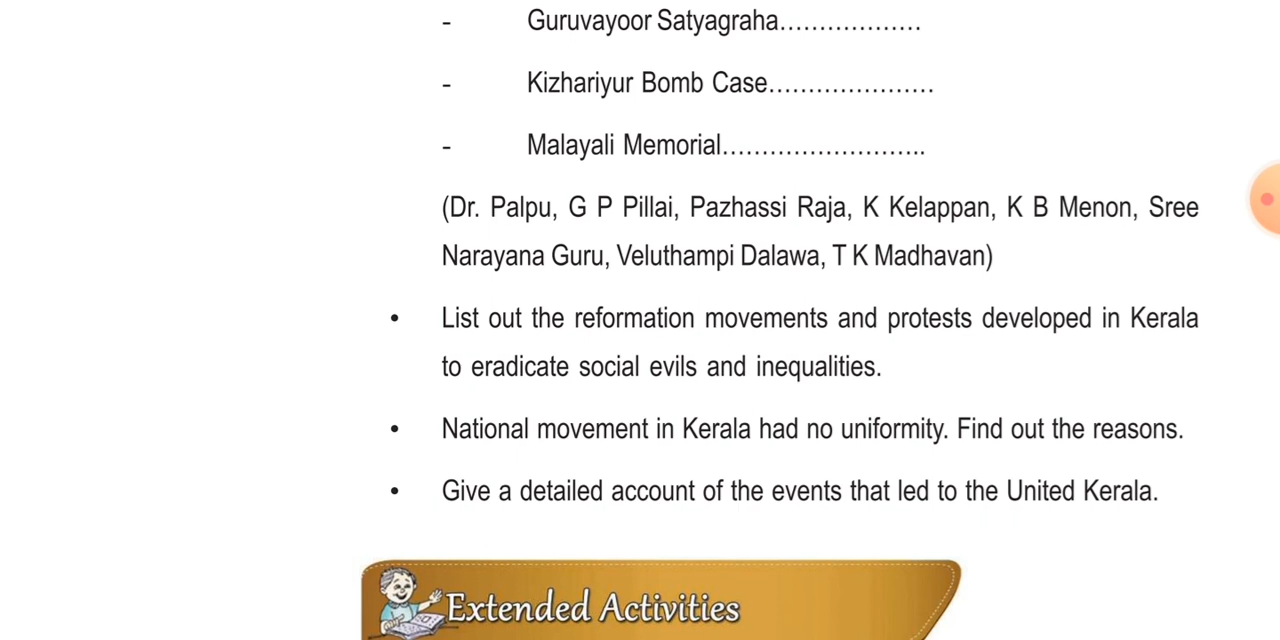 - Guruvayoor Satyagraha………………
- Kizhariyur Bomb Case…………………
- Malayali Memorial……………………..
(Dr. Palpu, G P Pillai, Pazhassi Raja, K Kelappan, K B Menon, Sree
Narayana Guru, Veluthampi Dalawa, T K Madhavan)
• List out the reformation movements and protests developed in Kerala
to eradicate social evils and inequalities.
• National movement in Kerala had no uniformity. Find out the reasons.
• Give a detailed account of the events that led to the United Kerala.
Extended Activities